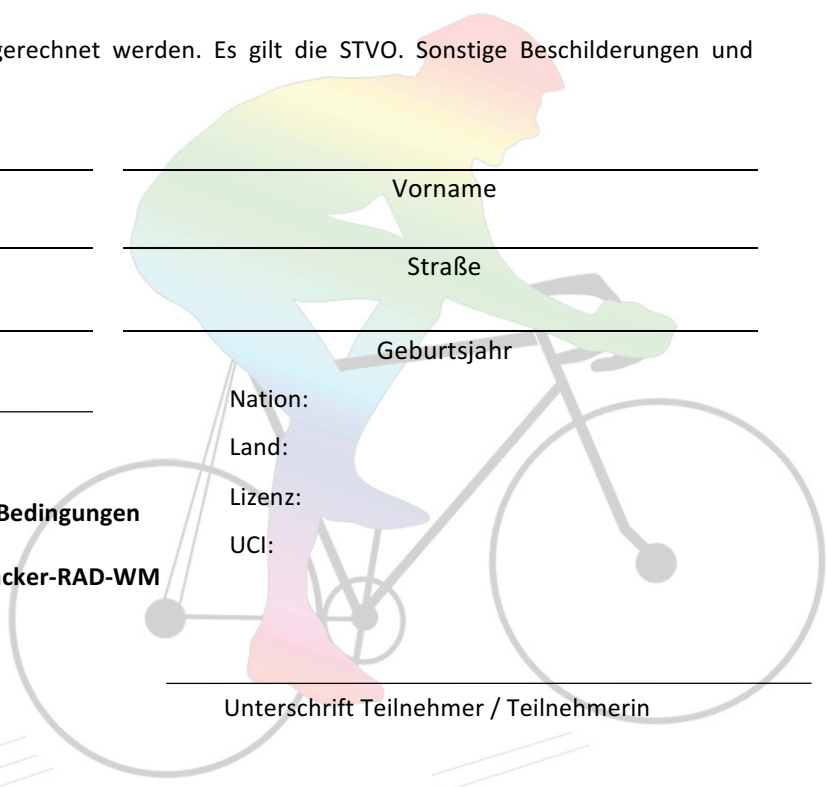 gerechnet werden. Es gilt die STVO. Sonstige Beschilderungen und
Vorname
Straße
Geburtsjahr
Nation:
Land:
Lizenz:
Bedingungen
UCI:
cker-RAD-WM
Unterschrift Teilnehmer / Teilnehmerin